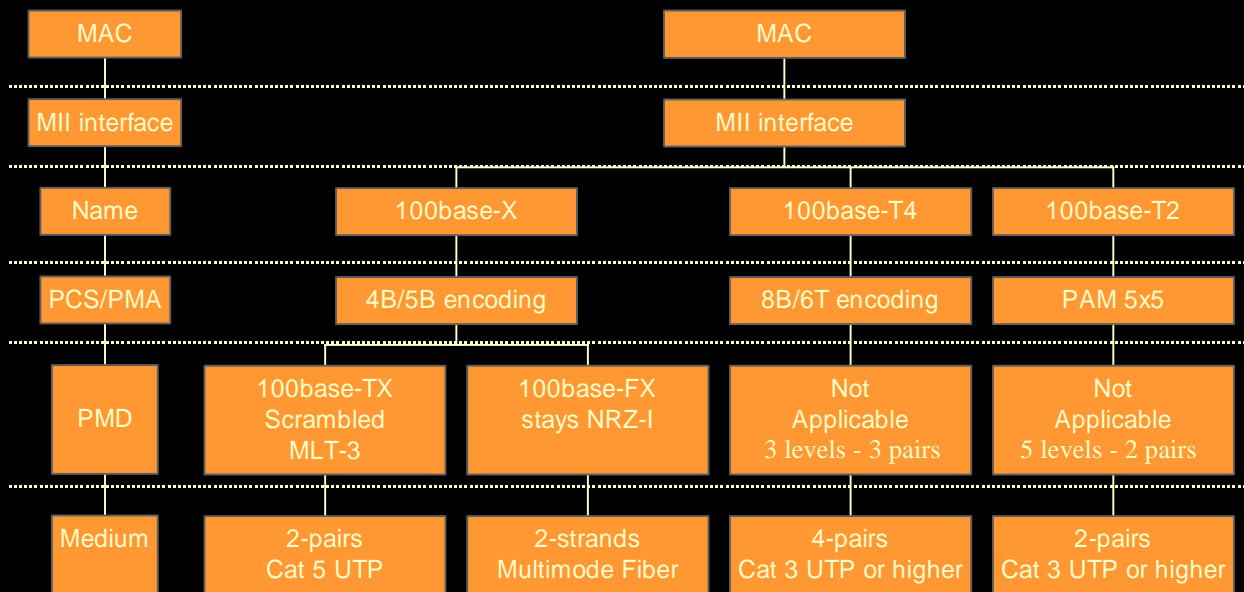 MAC
MAC
MII interface
MII interface
Name
100base-X
100base-T4
100base-T2
PCS/PMA
4B/5B encoding
8B/6T encoding
PAM 5x5
PMD
100base-TX
Scrambled
MLT-3
100base-FX
stays NRZ-I
Not
Applicable
3 levels - 3 pairs
Not
Applicable
5 levels - 2 pairs
Medium
2-pairs
Cat 5 UTP
2-strands
Multimode Fiber
4-pairs
Cat 3 UTP or higher
2-pairs
Cat 3 UTP or higher